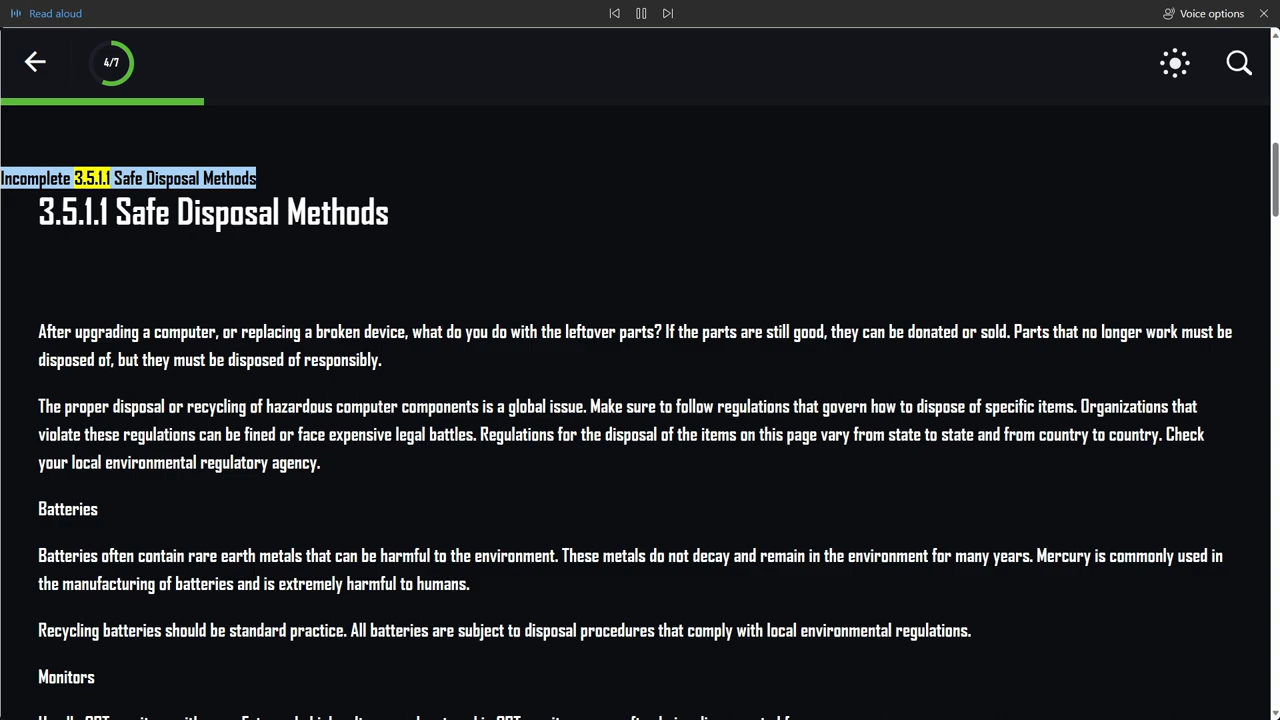 Read aloud
Voice options
4/7
Incomplete 3.5.1.1 Safe Disposal Methods
3.5.1.1 Safe Disposal Methods
After upgrading a computer, or replacing a broken device, what do you do with the leftover parts? If the parts are still good, they can be donated or sold. Parts that no longer work must be
disposed of, but they must be disposed of responsibly.
The proper disposal or recycling of hazardous computer components is a global issue. Make sure to follow regulations that govern how to dispose of specific items. Organizations that
violate these regulations can be fined or face expensive legal battles. Regulations for the disposal of the items on this page vary from state to state and from country to country. Check
your local environmental regulatory agency.
Batteries
Batteries often contain rare earth metals that can be harmful to the environment. These metals do not decay and remain in the environment for many years. Mercury is commonly used in
the manufacturing of batteries and is extremely harmful to humans.
Recycling batteries should be standard practice. All batteries are subject to disposal procedures that comply with local environmental regulations.
Monitors